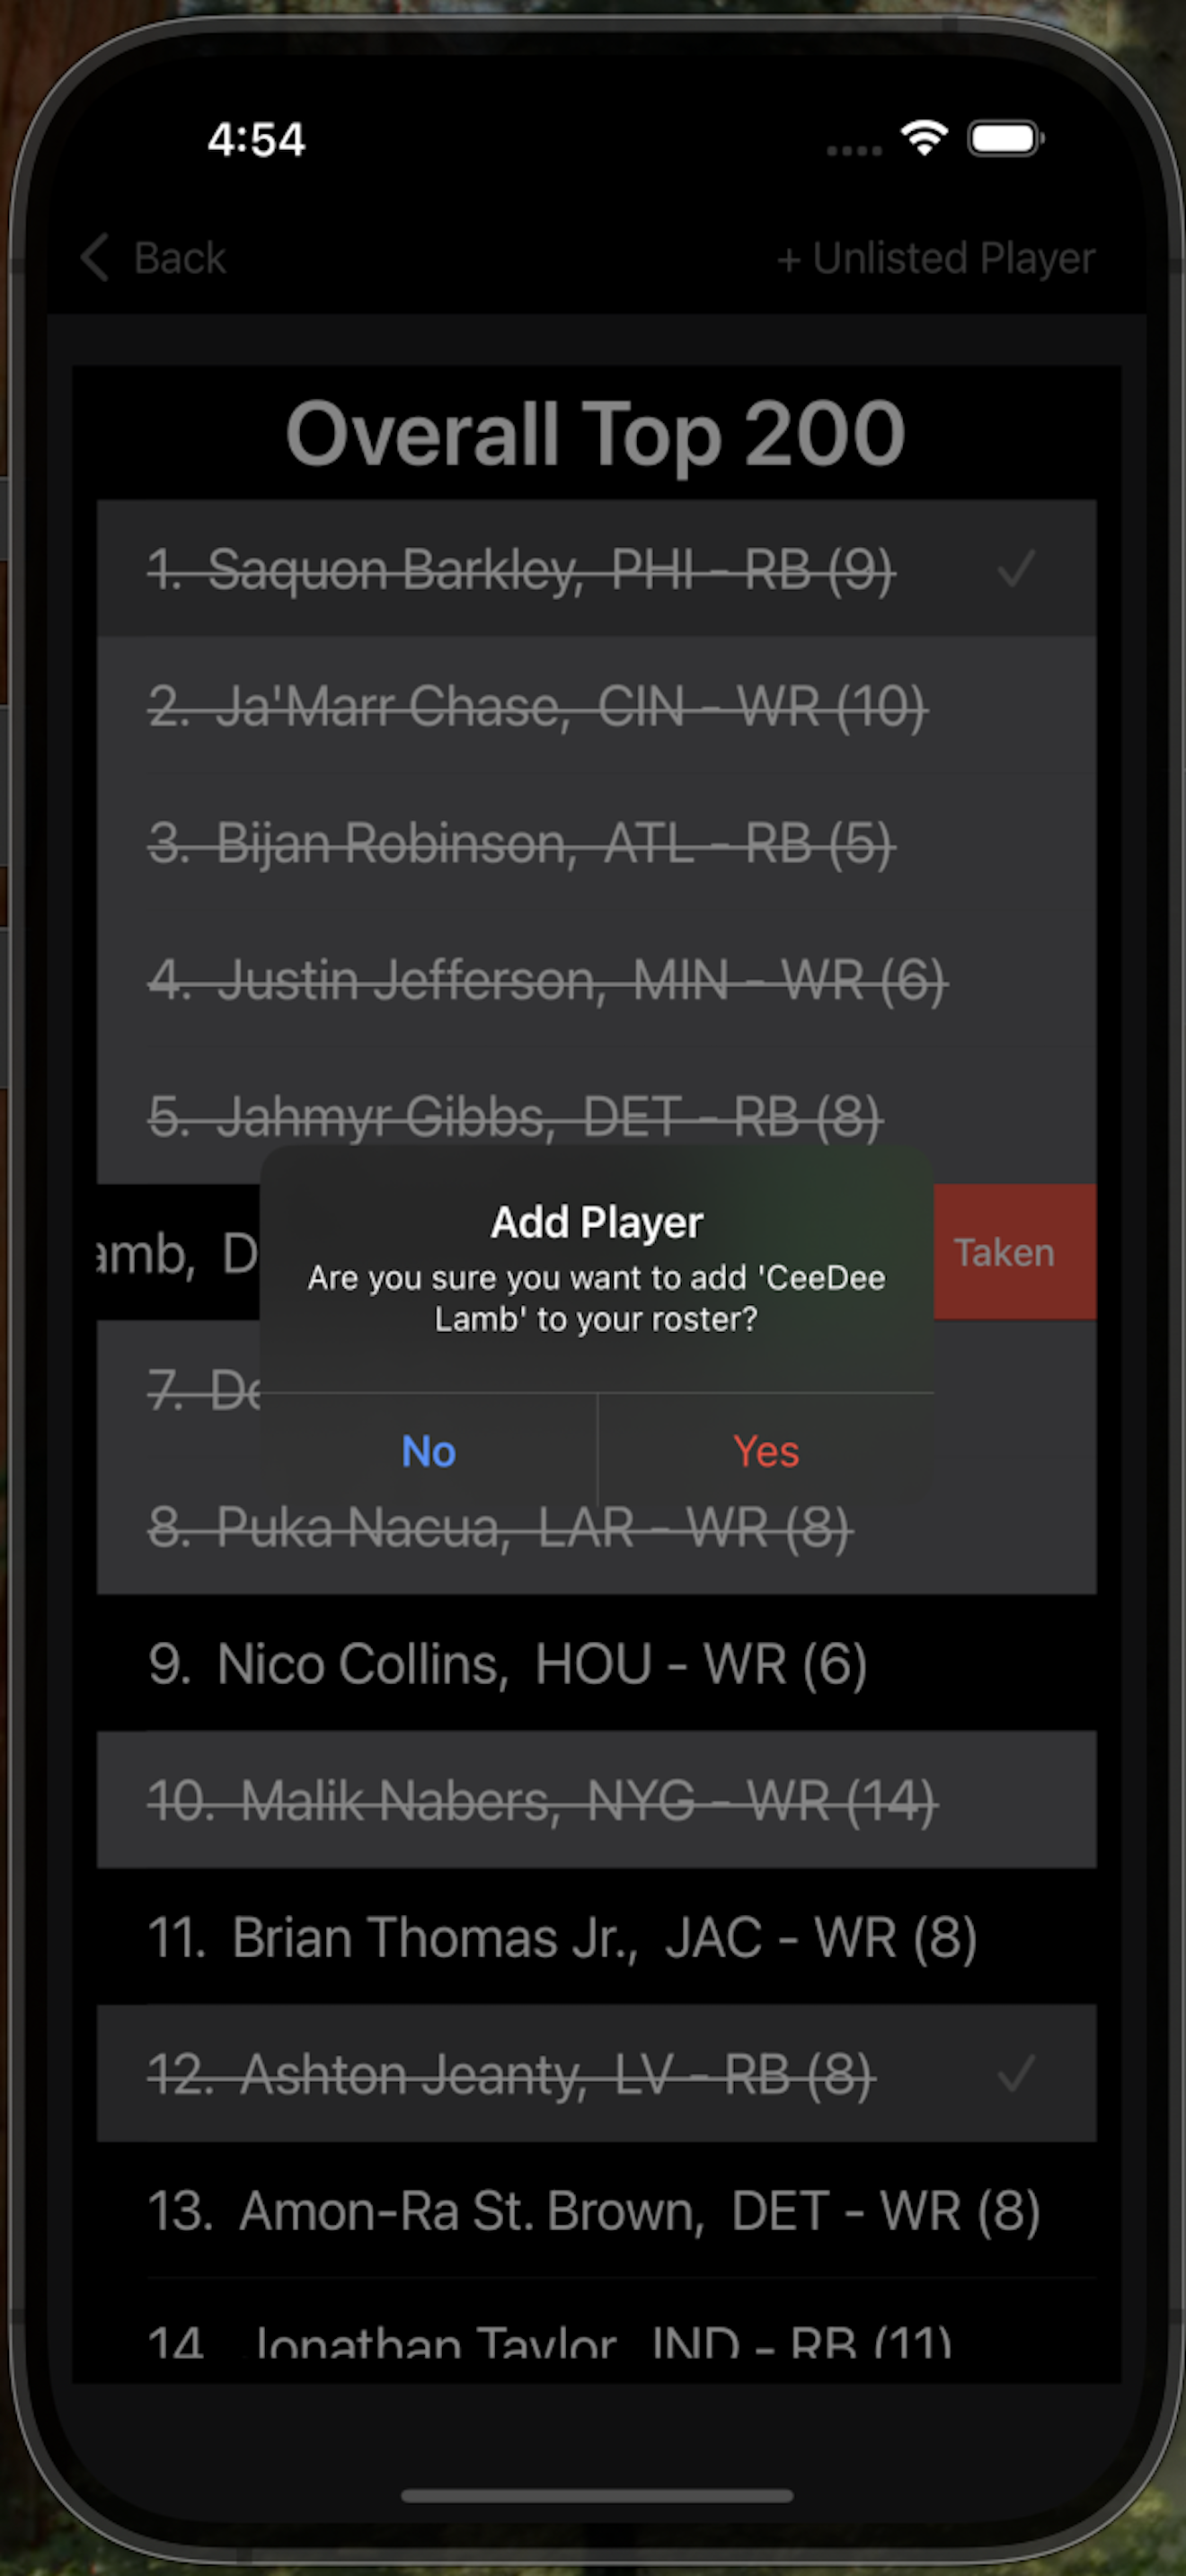 4:54
Back
+ Unlisted Player
Overall Top 200
1. Saquon Barkley, PHI - RB (9)
2. Ja'Marr Chase, CIN - WR (10)
3. Bijan Robinson, ATL - RB (5)
4. Justin Jefferson, MIN - WR (6)
5. Jahmyr Gibbs, DET - RB (8)
amb, D
Taken
Add Player
Are you sure you want to add 'CeeDee
Lamb' to your roster?
No
Yes
7. De
8. Puka Nacua, LAR - WR (8)
9. Nico Collins, HOU - WR (6)
10. Malik Nabers, NYG - WR (14)
11. Brian Thomas Jr., JAC - WR (8)
12. Ashton Jeanty, LV - RB (8)
13. Amon-Ra St. Brown, DET - WR (8)
14 Jonathan Taylor IND - RB (11)